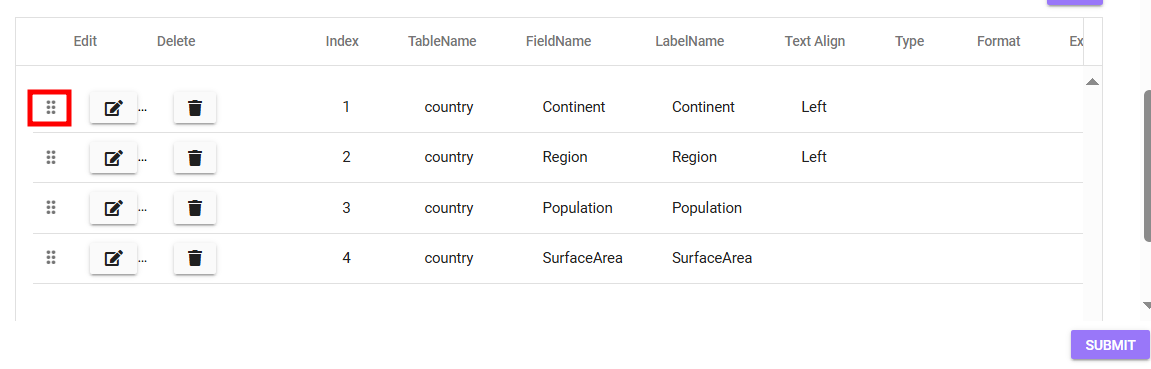 Edit Delete Index TableName FieldName LabelName Text Align Type Format Ex
... 1 country Continent Continent Left
... 2 country Region Region Left
... 3 country Population Population
... 4 country SurfaceArea SurfaceArea
SUBMIT